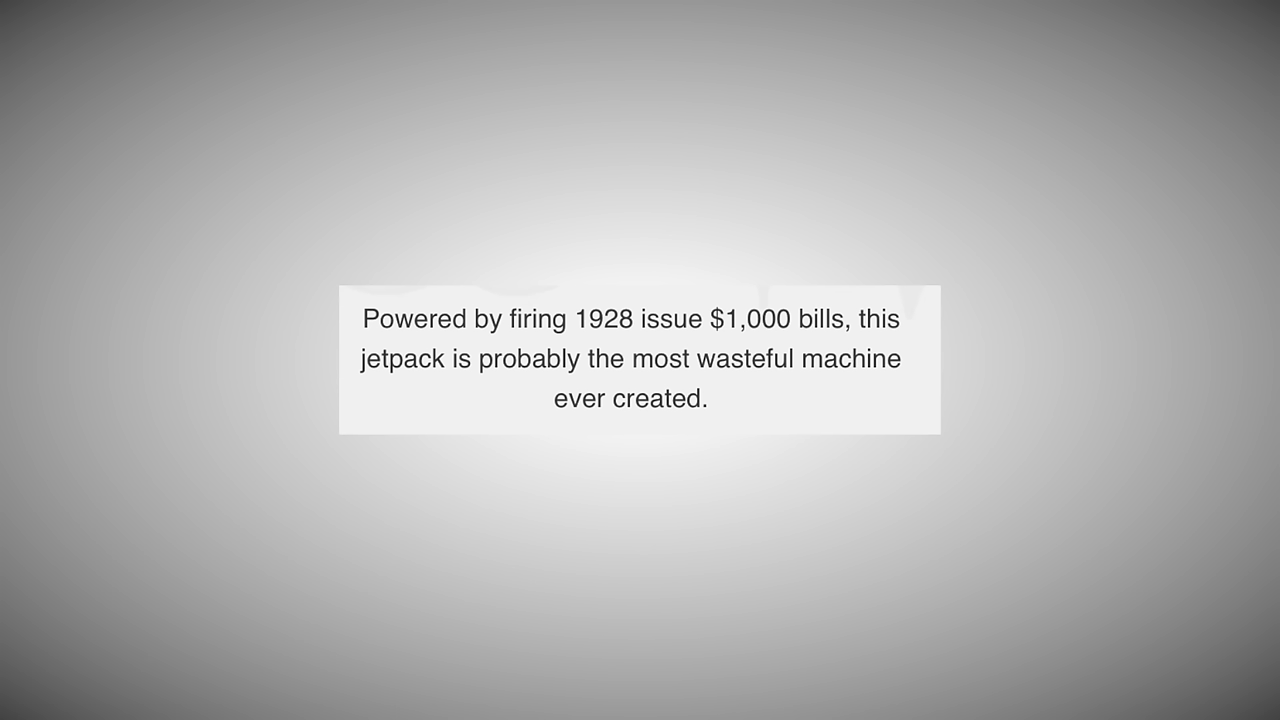 Powered by firing 1928 issue $1,000 bills, this
jetpack is probably the most wasteful machine
ever created.